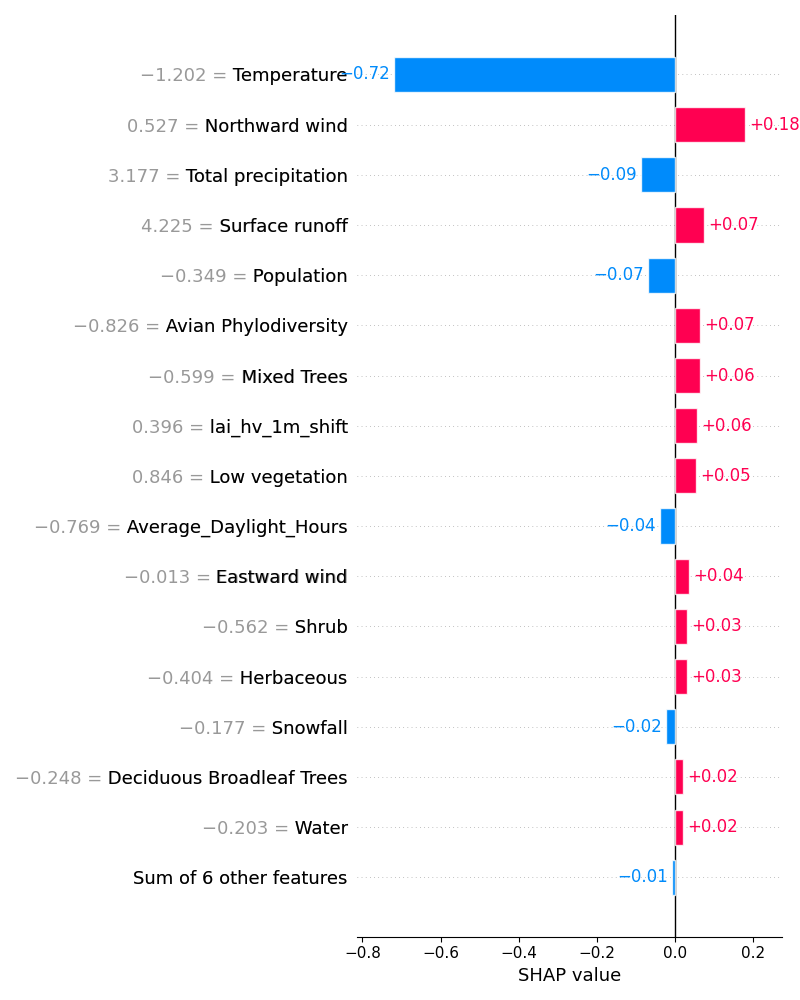 −1.202 = Temperature −0.72
0.527 = Northward wind +0.18
3.177 = Total precipitation −0.09
4.225 = Surface runoff +0.07
−0.349 = Population −0.07
−0.826 = Avian Phylodiversity +0.07
−0.599 = Mixed Trees +0.06
0.396 = lai_hv_1m_shift +0.06
0.846 = Low vegetation +0.05
−0.769 = Average_Daylight_Hours −0.04
−0.013 = Eastward wind +0.04
−0.562 = Shrub +0.03
−0.404 = Herbaceous +0.03
−0.177 = Snowfall −0.02
−0.248 = Deciduous Broadleaf Trees +0.02
−0.203 = Water +0.02
Sum of 6 other features −0.01
−0.8 −0.6 −0.4 −0.2 0.0 0.2
SHAP value